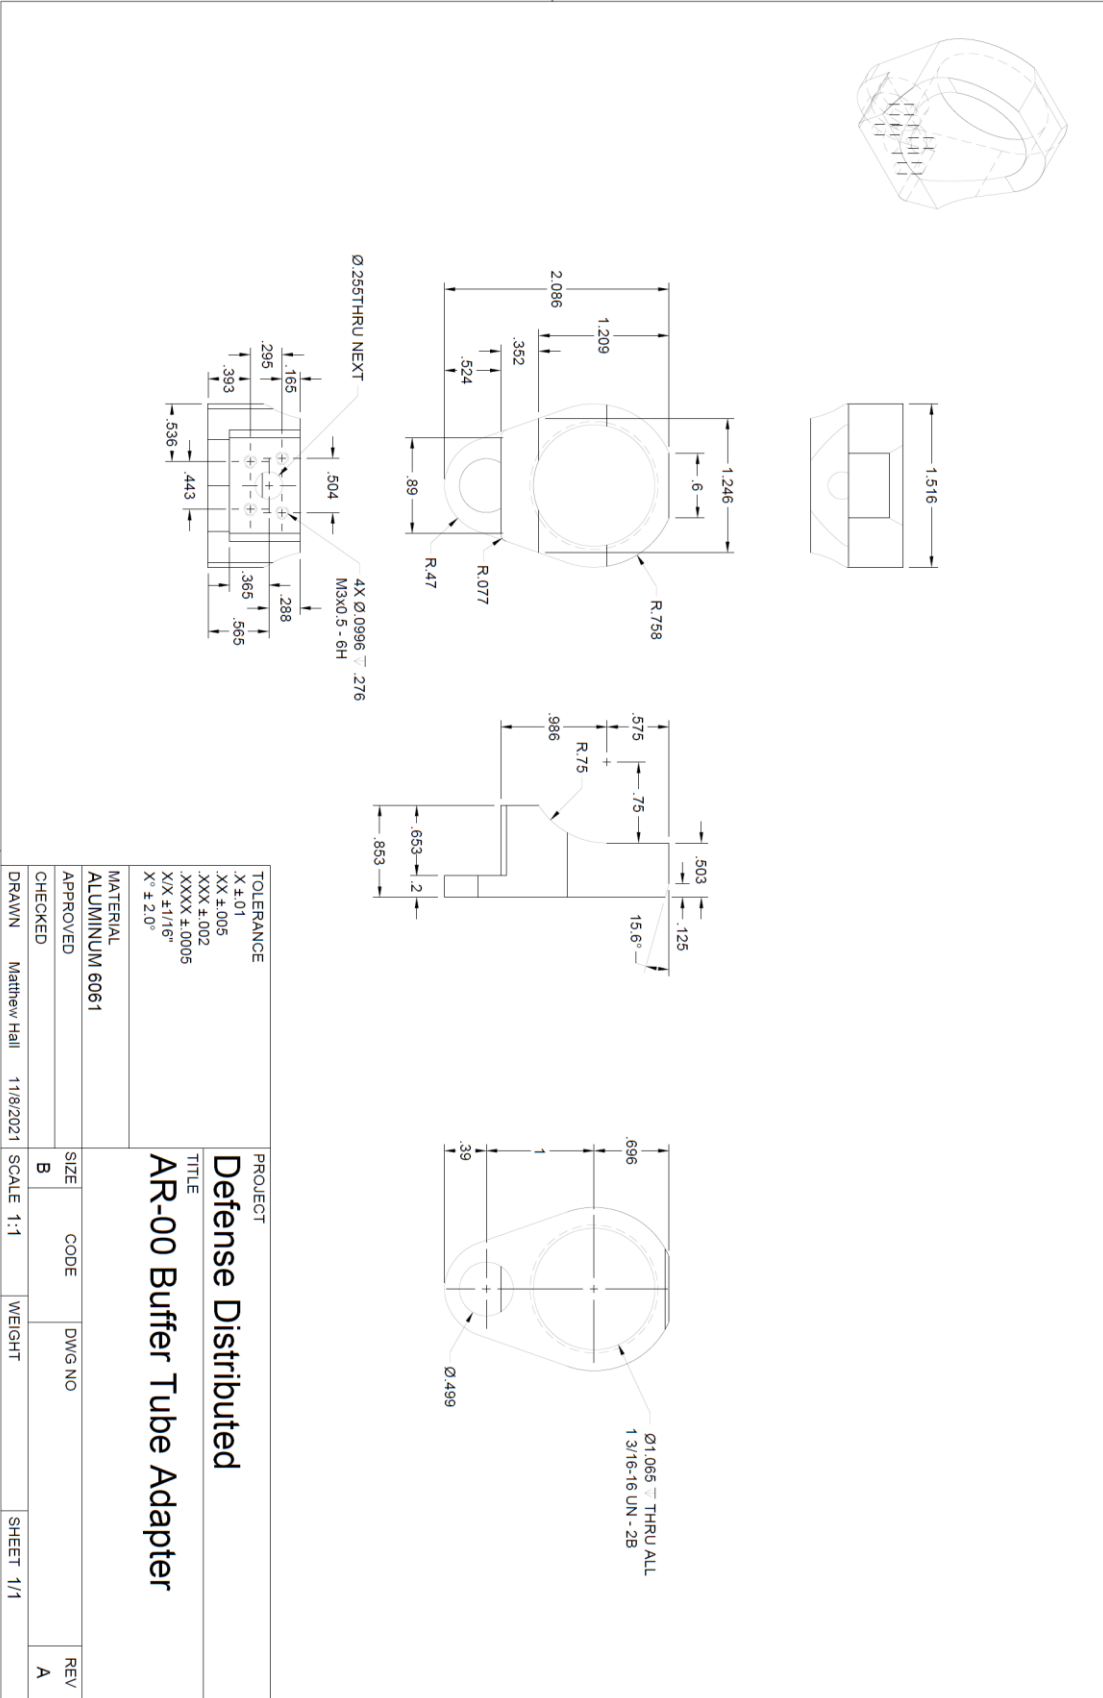 1.516
2.086
1.209
.352
.524
1.246
.6
.89
R.758
R.077
R.47
Ø.255THRU NEXT
.165
.295
.393
.536
.443
.504
4X Ø.0996 ↧ .276
M3x0.5 - 6H
.288
.365
.565
.575
.986
R.75
.75
.503
.125
15.6°
.653
.2
.853
.696
1
.39
Ø.499
Ø1.065 ↧ THRU ALL
1 3/16-16 UN - 2B
TOLERANCE
.X ±.01
.XX ±.005
.XXX ±.002
.XXXX ±.0005
X/X ±1/16"
X° ± 2.0°
MATERIAL
ALUMINUM 6061
APPROVED
CHECKED
DRAWN Matthew Hall 11/8/2021
PROJECT
Defense Distributed
TITLE
AR-00 Buffer Tube Adapter
SIZE CODE DWG NO REV
B A
SCALE 1:1 WEIGHT SHEET 1/1